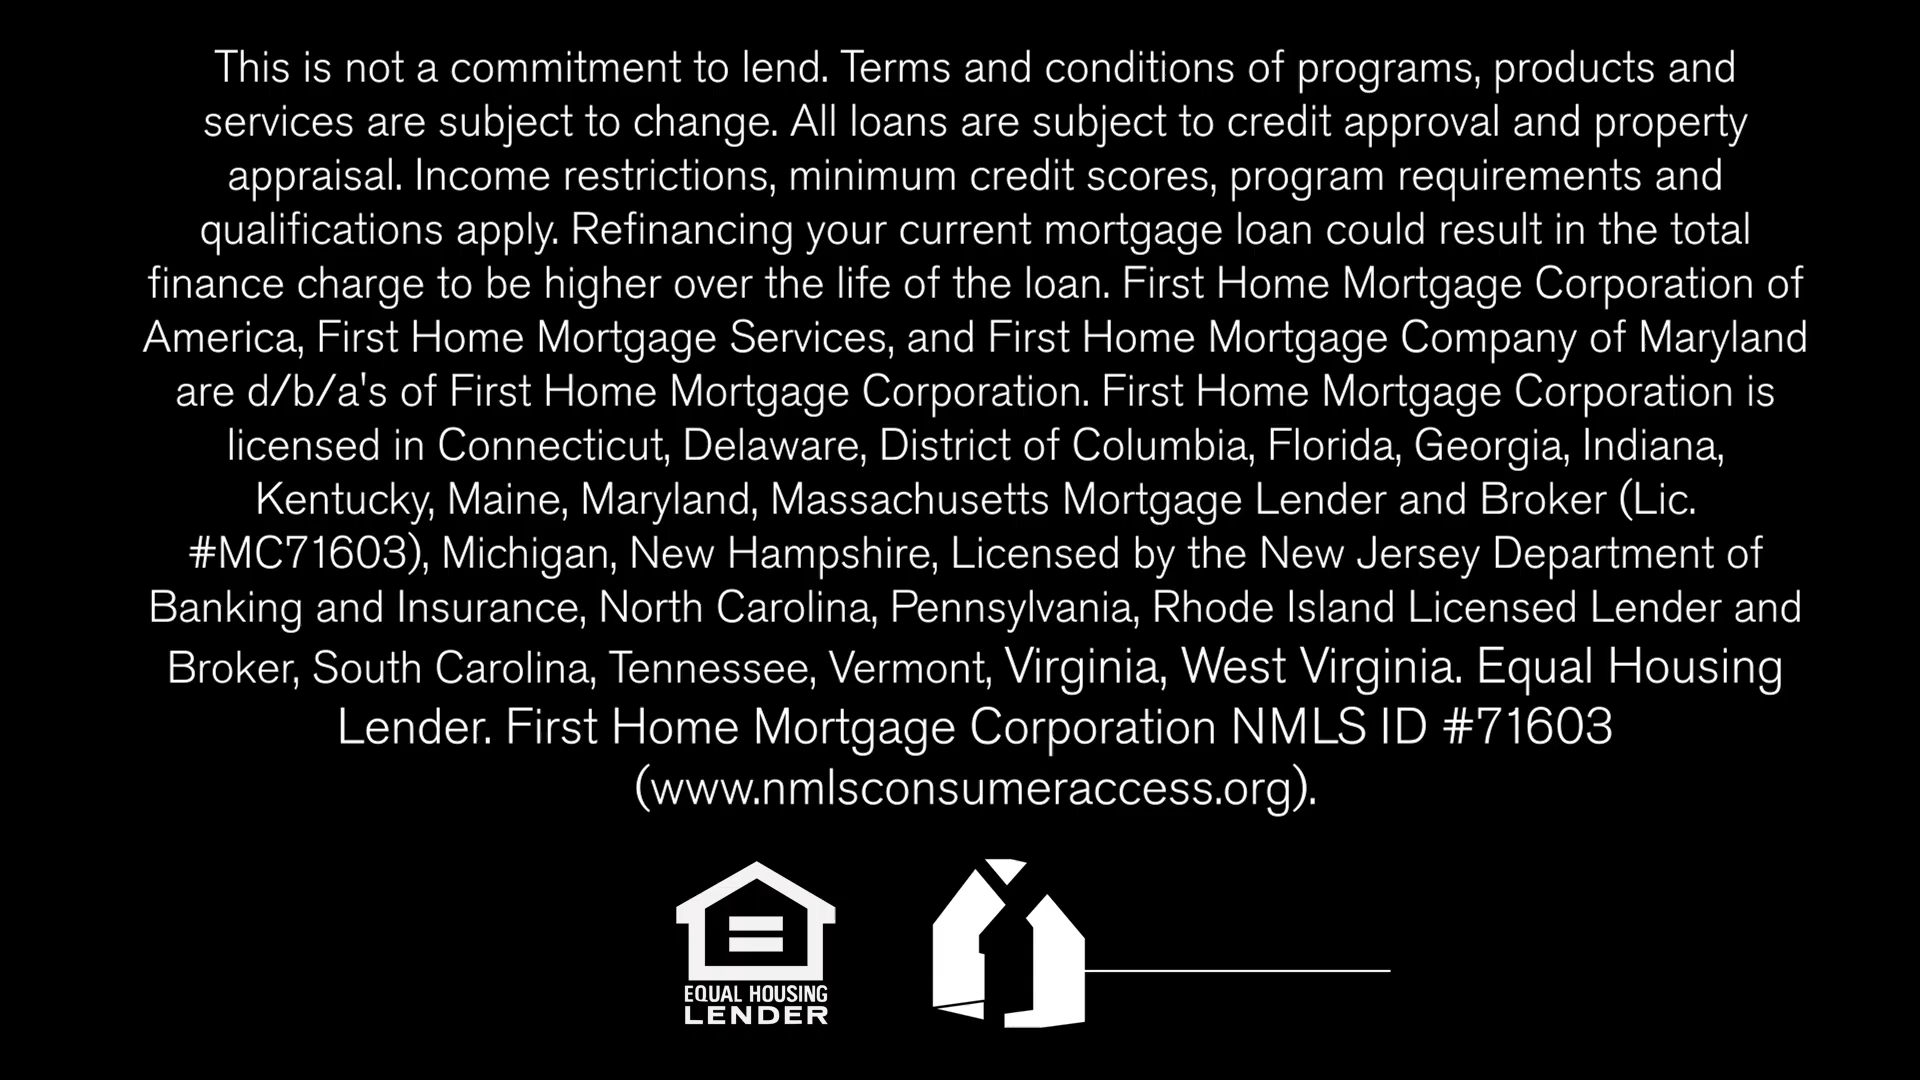 This is not a commitment to lend. Terms and conditions of programs, products and
services are subject to change. All loans are subject to credit approval and property
appraisal. Income restrictions, minimum credit scores, program requirements and
qualifications apply. Refinancing your current mortgage loan could result in the total
finance charge to be higher over the life of the loan. First Home Mortgage Corporation of
America, First Home Mortgage Services, and First Home Mortgage Company of Maryland
are d/b/a's of First Home Mortgage Corporation. First Home Mortgage Corporation is
licensed in Connecticut, Delaware, District of Columbia, Florida, Georgia, Indiana,
Kentucky, Maine, Maryland, Massachusetts Mortgage Lender and Broker (Lic.
#MC71603), Michigan, New Hampshire, Licensed by the New Jersey Department of
Banking and Insurance, North Carolina, Pennsylvania, Rhode Island Licensed Lender and
Broker, South Carolina, Tennessee, Vermont, Virginia, West Virginia. Equal Housing
Lender. First Home Mortgage Corporation NMLS ID #71603
(www.nmlsconsumeraccess.org).
EQUAL HOUSING
LENDER